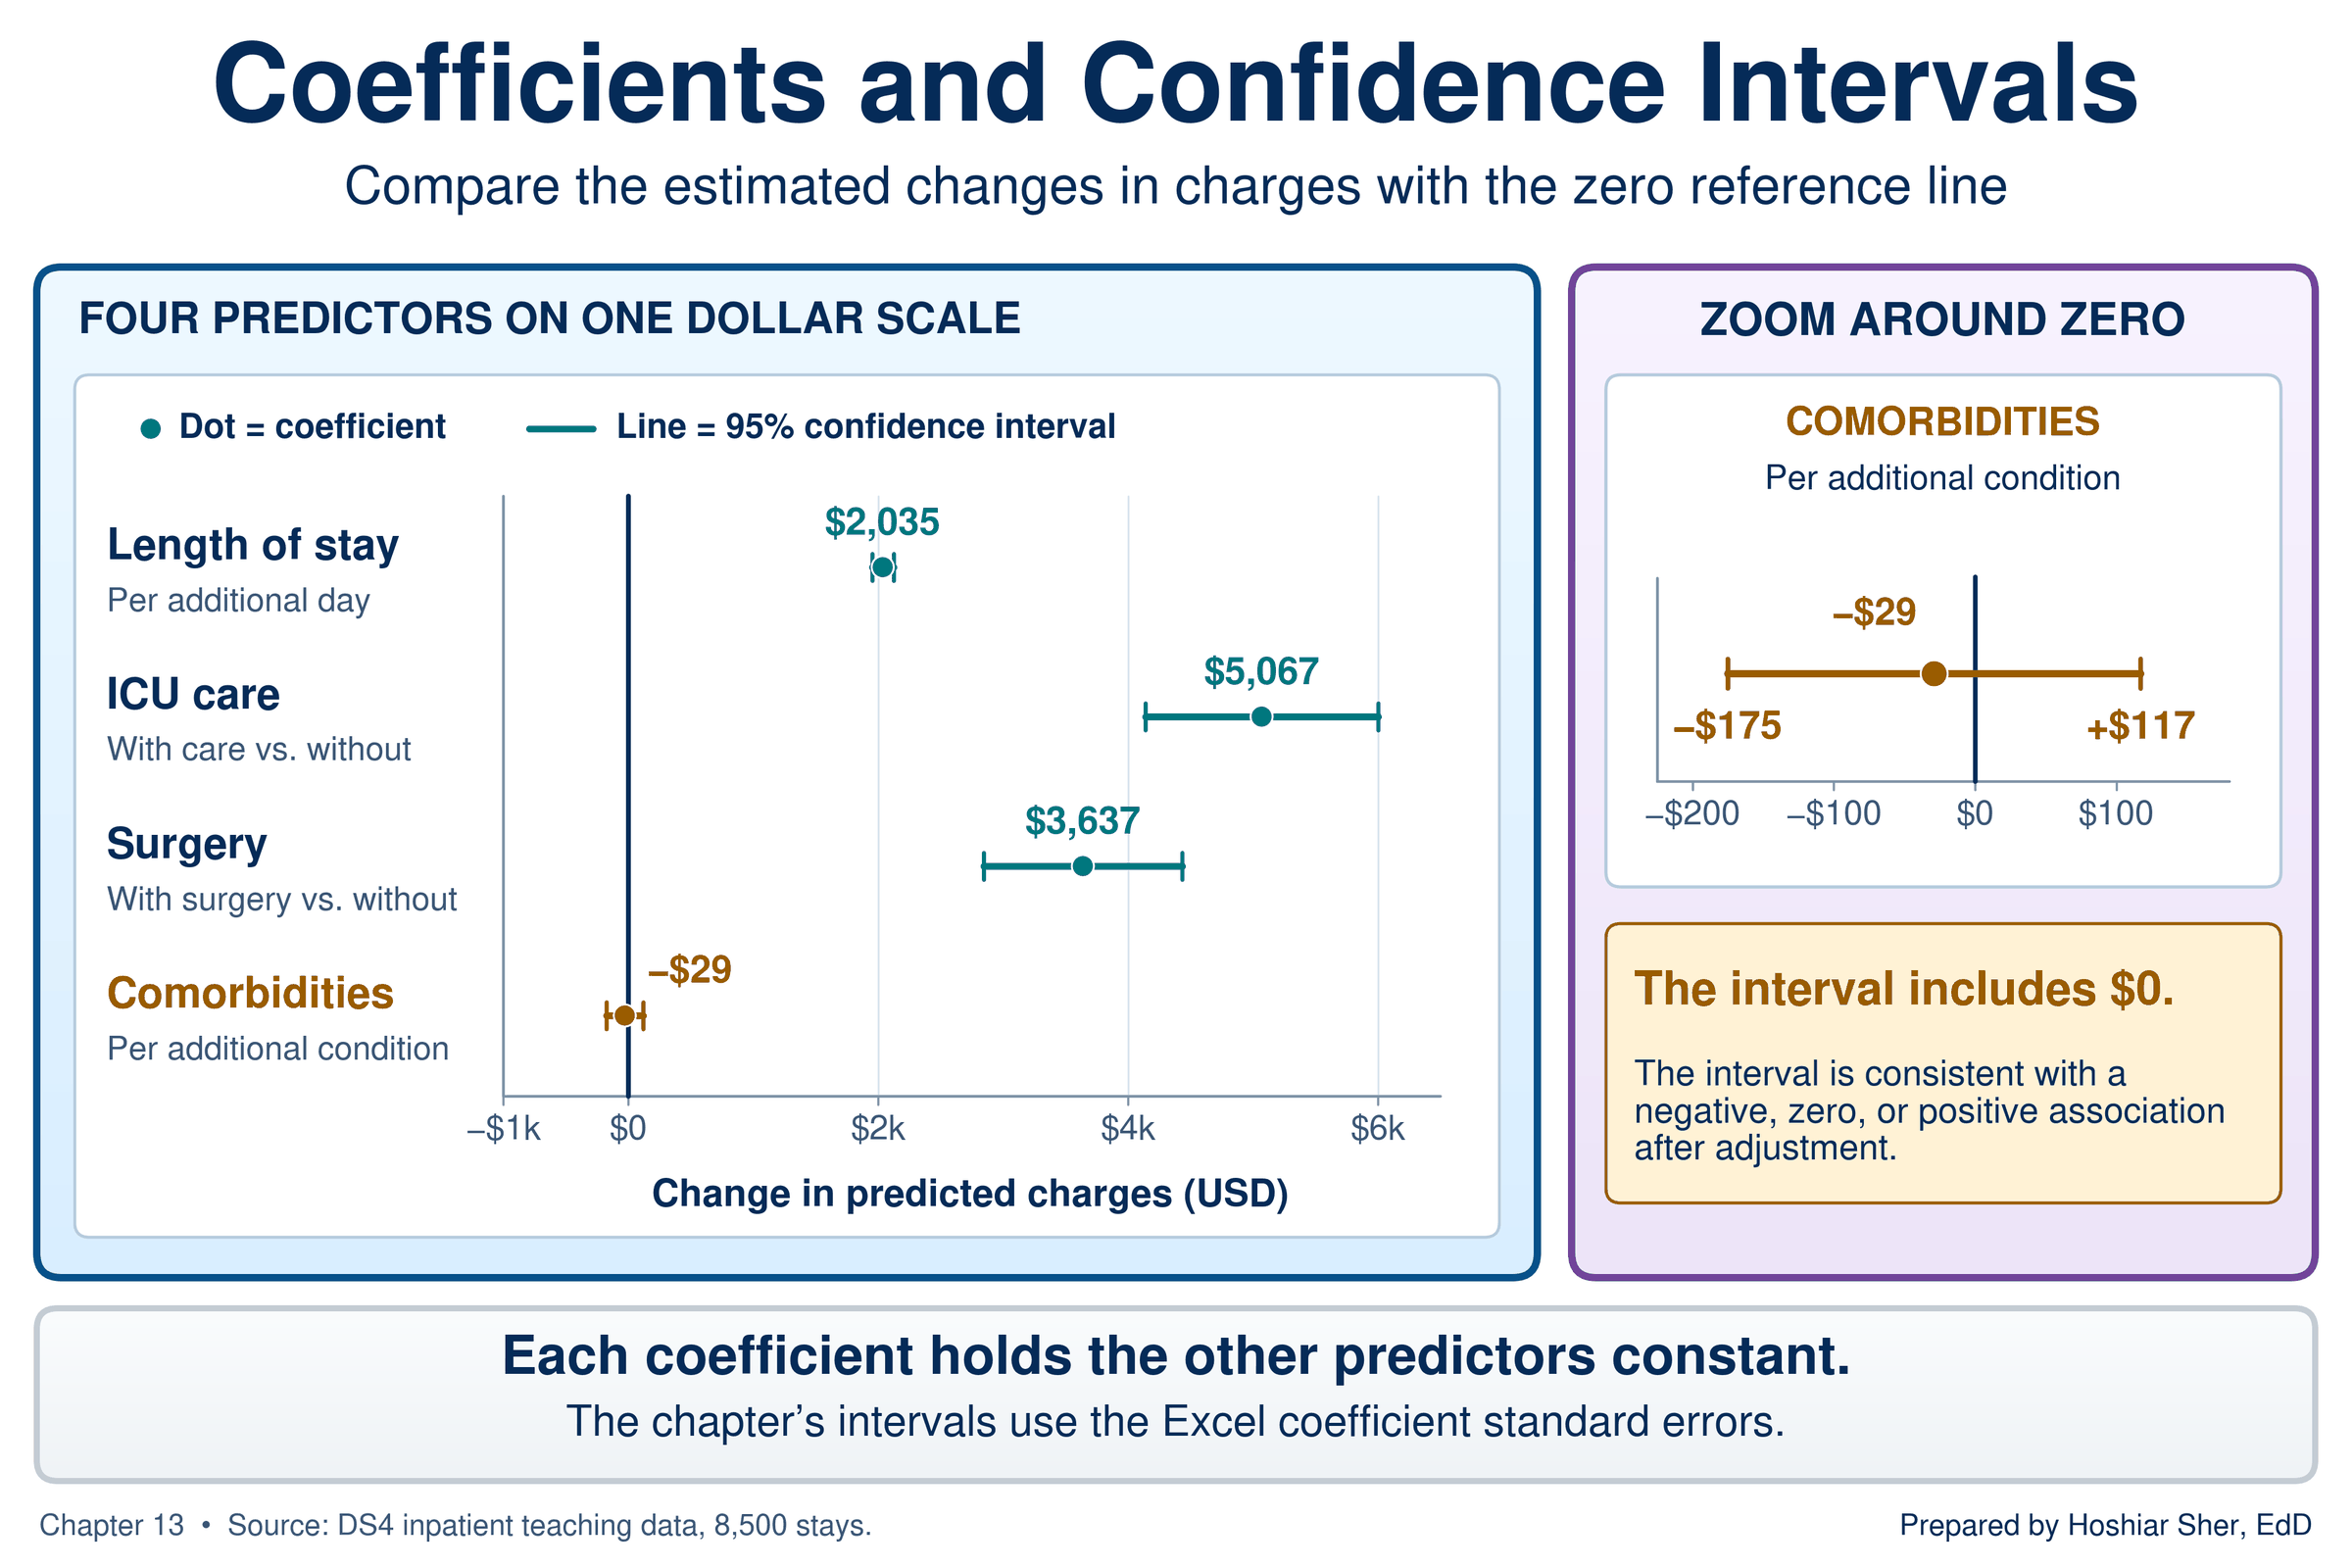 Coefficients and Confidence Intervals
Compare the estimated changes in charges with the zero reference line
FOUR PREDICTORS ON ONE DOLLAR SCALE
Dot = coefficient
Line = 95% confidence interval
Length of stay
Per additional day
$2,035
ICU care
With care vs. without
$5,067
Surgery
With surgery vs. without
$3,637
Comorbidities
Per additional condition
–$29
–$1k $0 $2k $4k $6k
Change in predicted charges (USD)
ZOOM AROUND ZERO
COMORBIDITIES
Per additional condition
–$29
–$175 +$117
–$200 –$100 $0 $100
The interval includes $0.
The interval is consistent with a
negative, zero, or positive association
after adjustment.
Each coefficient holds the other predictors constant.
The chapter’s intervals use the Excel coefficient standard errors.
Chapter 13 • Source: DS4 inpatient teaching data, 8,500 stays.
Prepared by Hoshiar Sher, EdD